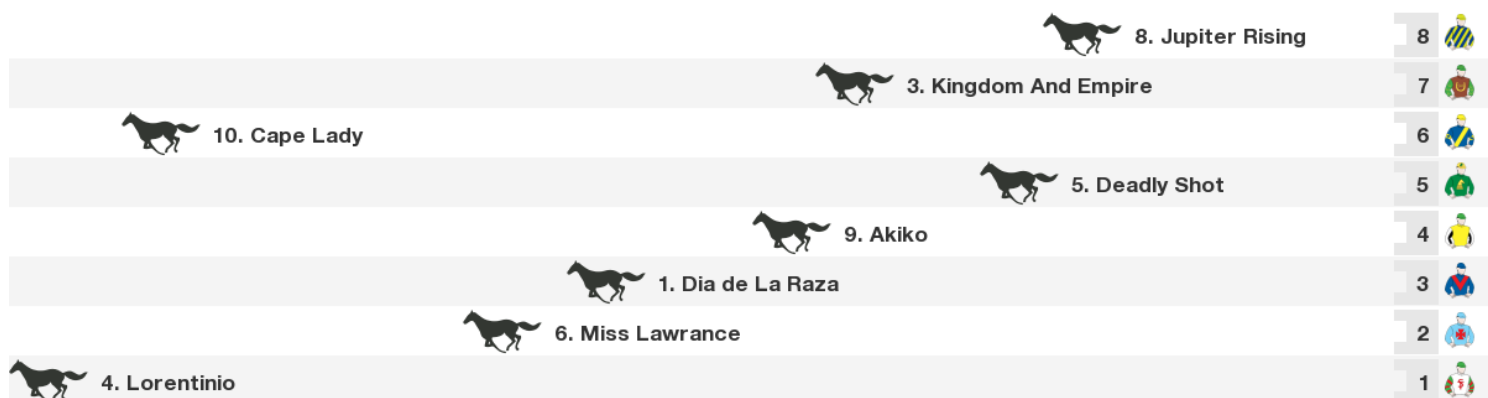 8. Jupiter Rising 8
3. Kingdom And Empire 7
10. Cape Lady 6
5. Deadly Shot 5
9. Akiko 4
1. Dia de La Raza 3
6. Miss Lawrance 2
4. Lorentinio 1